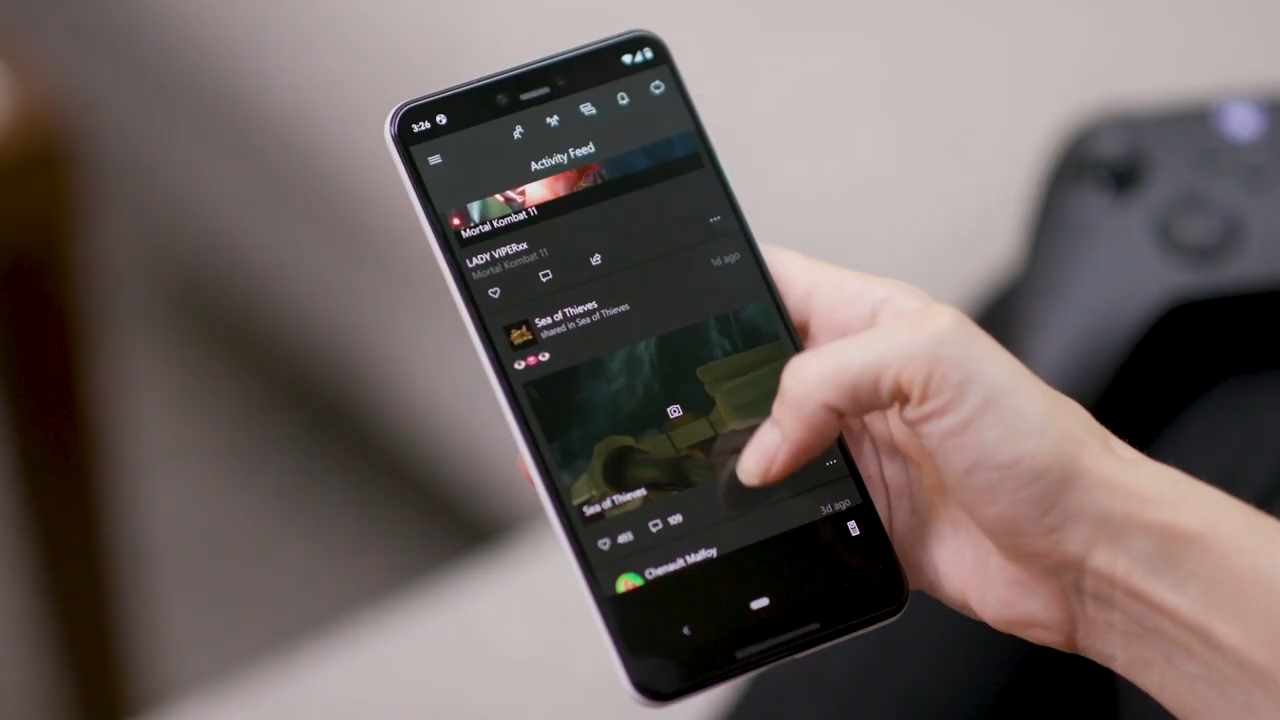 3:26
Activity Feed
Mortal Kombat 11
LADY VIPERxx
Mortal Kombat 11
1d ago
Sea of Thieves
shared in Sea of Thieves
Sea of Thieves
493 109
3d ago
Chenault Malfoy